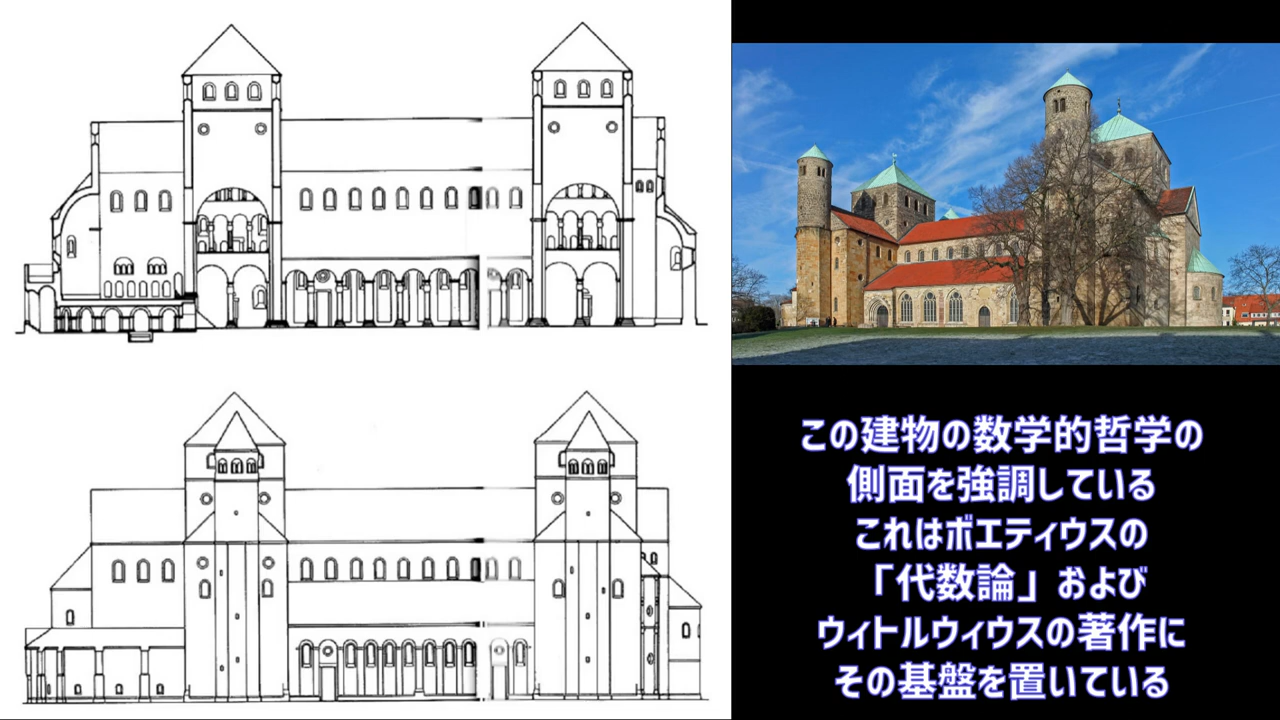 この建物の数学的哲学の
側面を強調している
これはボエティウスの
「代数論」および
ウィトルウィウスの著作に
その基盤を置いている